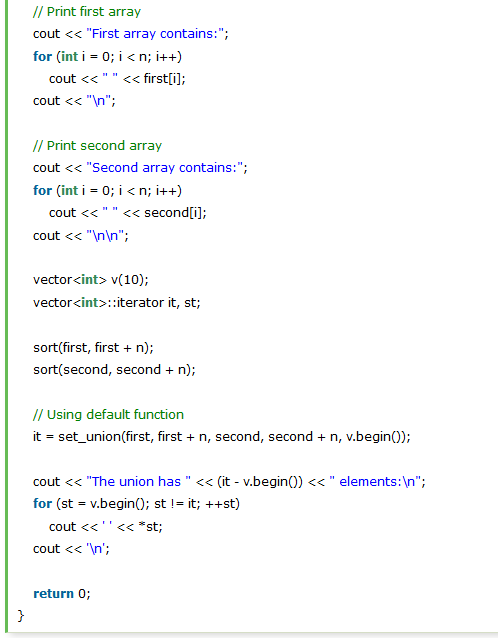 // Print first array
cout << "First array contains:";
for (int i = 0; i < n; i++)
cout << " " << first[i];
cout << "\n";
// Print second array
cout << "Second array contains:";
for (int i = 0; i < n; i++)
cout << " " << second[i];
cout << "\n\n";
vector<int> v(10);
vector<int>::iterator it, st;
sort(first, first + n);
sort(second, second + n);
// Using default function
it = set_union(first, first + n, second, second + n, v.begin());
cout << "The union has " << (it - v.begin()) << " elements:\n";
for (st = v.begin(); st != it; ++st)
cout << ' ' << *st;
cout << '\n';
return 0;
}